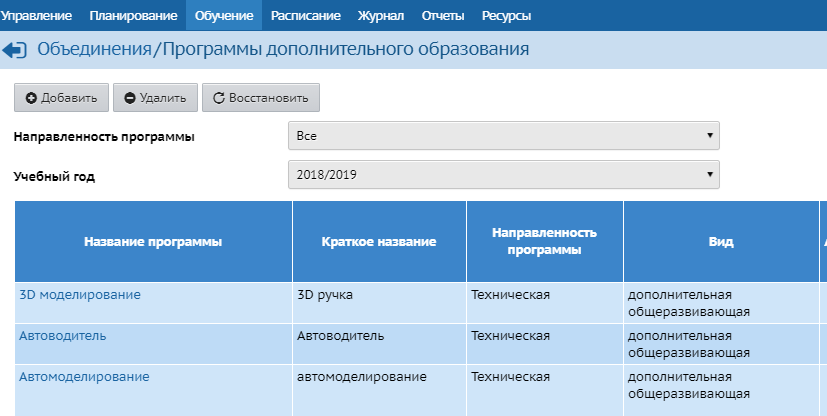 Управление Планирование Обучение Расписание Журнал Отчеты Ресурсы
Объединения/Программы дополнительного образования
Добавить Удалить Восстановить
Направленность программы Все
Учебный год 2018/2019
Название программы Краткое название Направленность программы Вид
3D моделирование 3D ручка Техническая дополнительная
общеразвивающая
Автоводитель Автоводитель Техническая дополнительная
общеразвивающая
Автомоделирование автомоделирование Техническая дополнительная
общеразвивающая